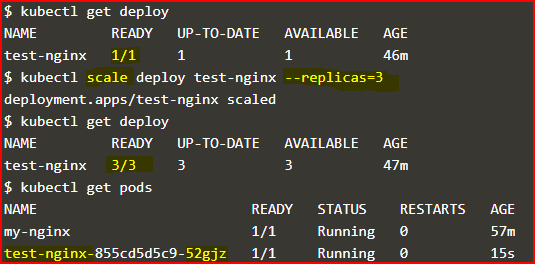 $ kubectl get deploy
NAME READY UP-TO-DATE AVAILABLE AGE
test-nginx 1/1 1 1 46m
$ kubectl scale deploy test-nginx --replicas=3
deployment.apps/test-nginx scaled
$ kubectl get deploy
NAME READY UP-TO-DATE AVAILABLE AGE
test-nginx 3/3 3 3 47m
$ kubectl get pods
NAME READY STATUS RESTARTS AGE
my-nginx 1/1 Running 0 57m
test-nginx-855cd5d5c9-52gjz 1/1 Running 0 15s